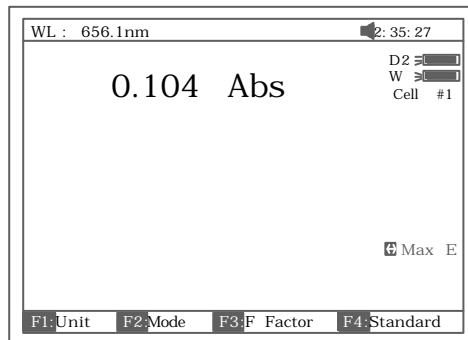 WL : 656.1nm 2: 35: 27
D2
W
0.104 Abs
Cell #1
Max E
F1:Unit F2:Mode F3:F Factor F4:Standard